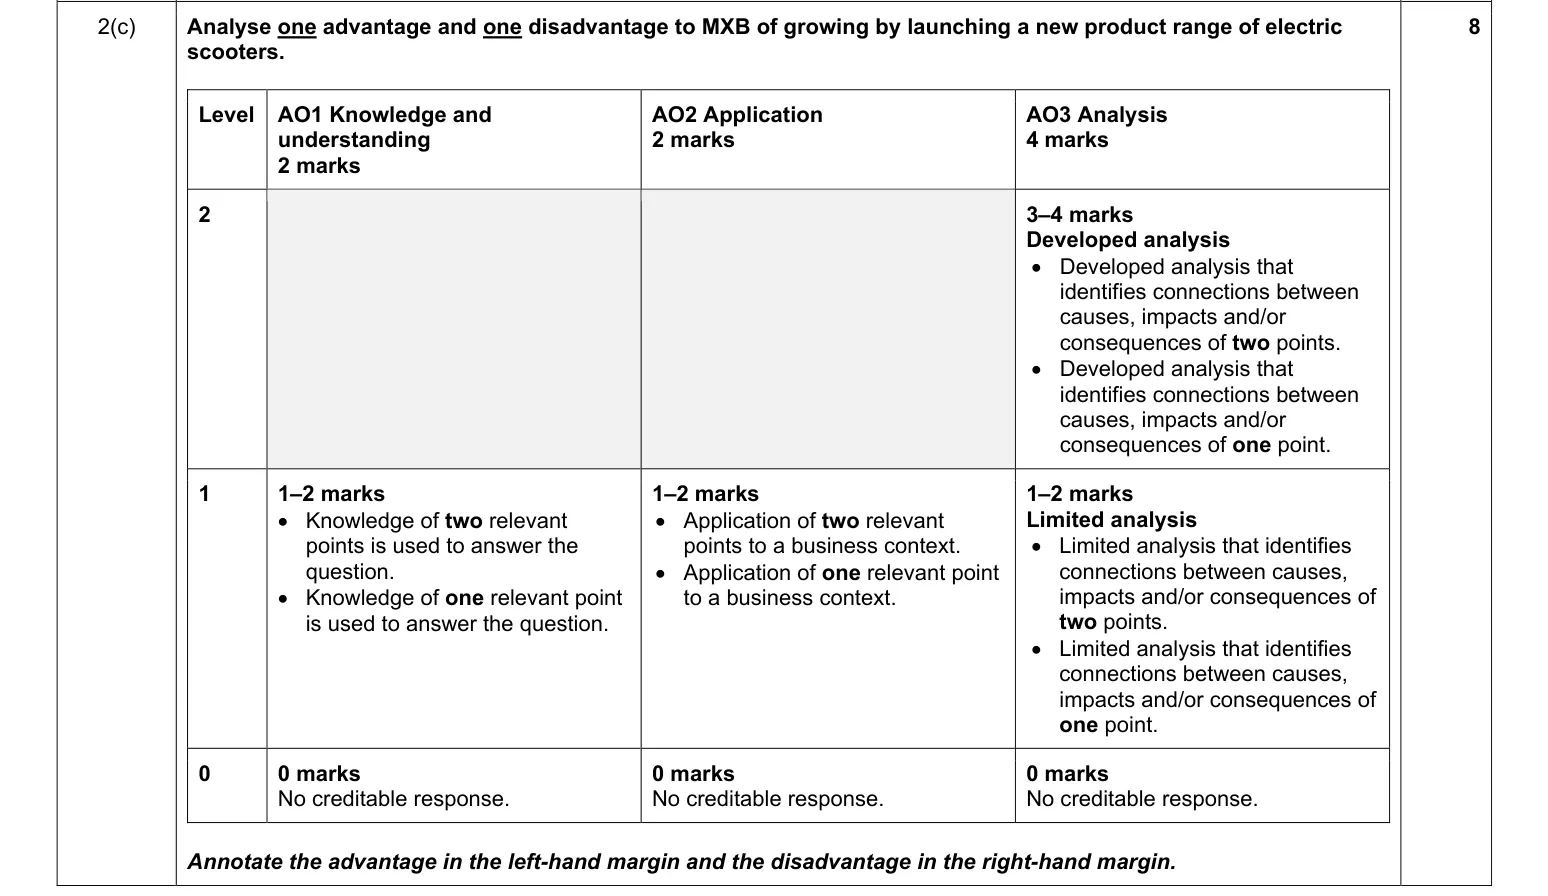 2(c)
Analyse one advantage and one disadvantage to MXB of growing by launching a new product range of electric
scooters.
8
Level
AO1 Knowledge and
understanding
2 marks
AO2 Application
2 marks
AO3 Analysis
4 marks
2
3–4 marks
Developed analysis
• Developed analysis that
identifies connections between
causes, impacts and/or
consequences of two points.
• Developed analysis that
identifies connections between
causes, impacts and/or
consequences of one point.
1
1–2 marks
• Knowledge of two relevant
points is used to answer the
question.
• Knowledge of one relevant point
is used to answer the question.
1–2 marks
• Application of two relevant
points to a business context.
• Application of one relevant point
to a business context.
1–2 marks
Limited analysis
• Limited analysis that identifies
connections between causes,
impacts and/or consequences of
two points.
• Limited analysis that identifies
connections between causes,
impacts and/or consequences of
one point.
0
0 marks
No creditable response.
0 marks
No creditable response.
0 marks
No creditable response.
Annotate the advantage in the left-hand margin and the disadvantage in the right-hand margin.